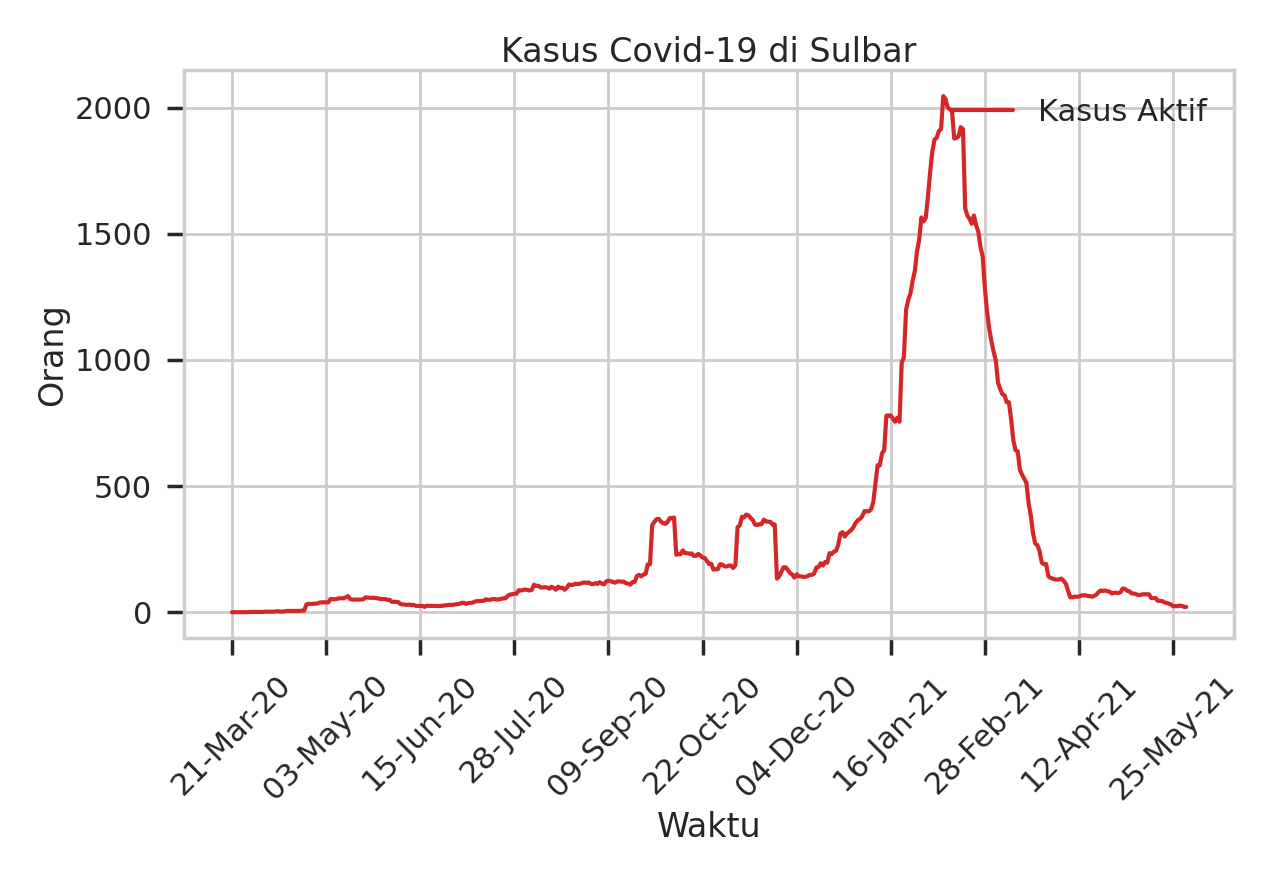 Kasus Covid-19 di Sulbar
Kasus Aktif
2000
1500
1000
500
0
Orang
21-Mar-20
03-May-20
15-Jun-20
28-Jul-20
09-Sep-20
22-Oct-20
04-Dec-20
16-Jan-21
28-Feb-21
12-Apr-21
25-May-21
Waktu